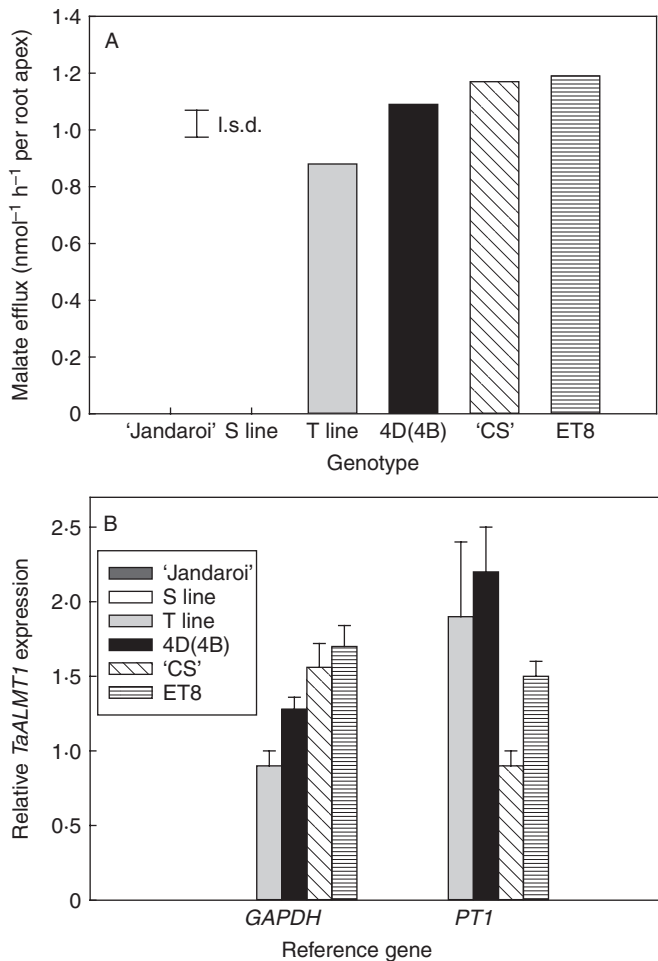 A
1·4
1·2
1·0
0·8
0·6
0·4
0·2
0
Malate efflux (nmol⁻¹ h⁻¹ per root apex)
l.s.d.
'Jandaroi' S line T line 4D(4B) 'CS' ET8
Genotype
B
2·5
2·0
1·5
1·0
0·5
0
Relative TaALMT1 expression
'Jandaroi'
S line
T line
4D(4B)
'CS'
ET8
GAPDH PT1
Reference gene